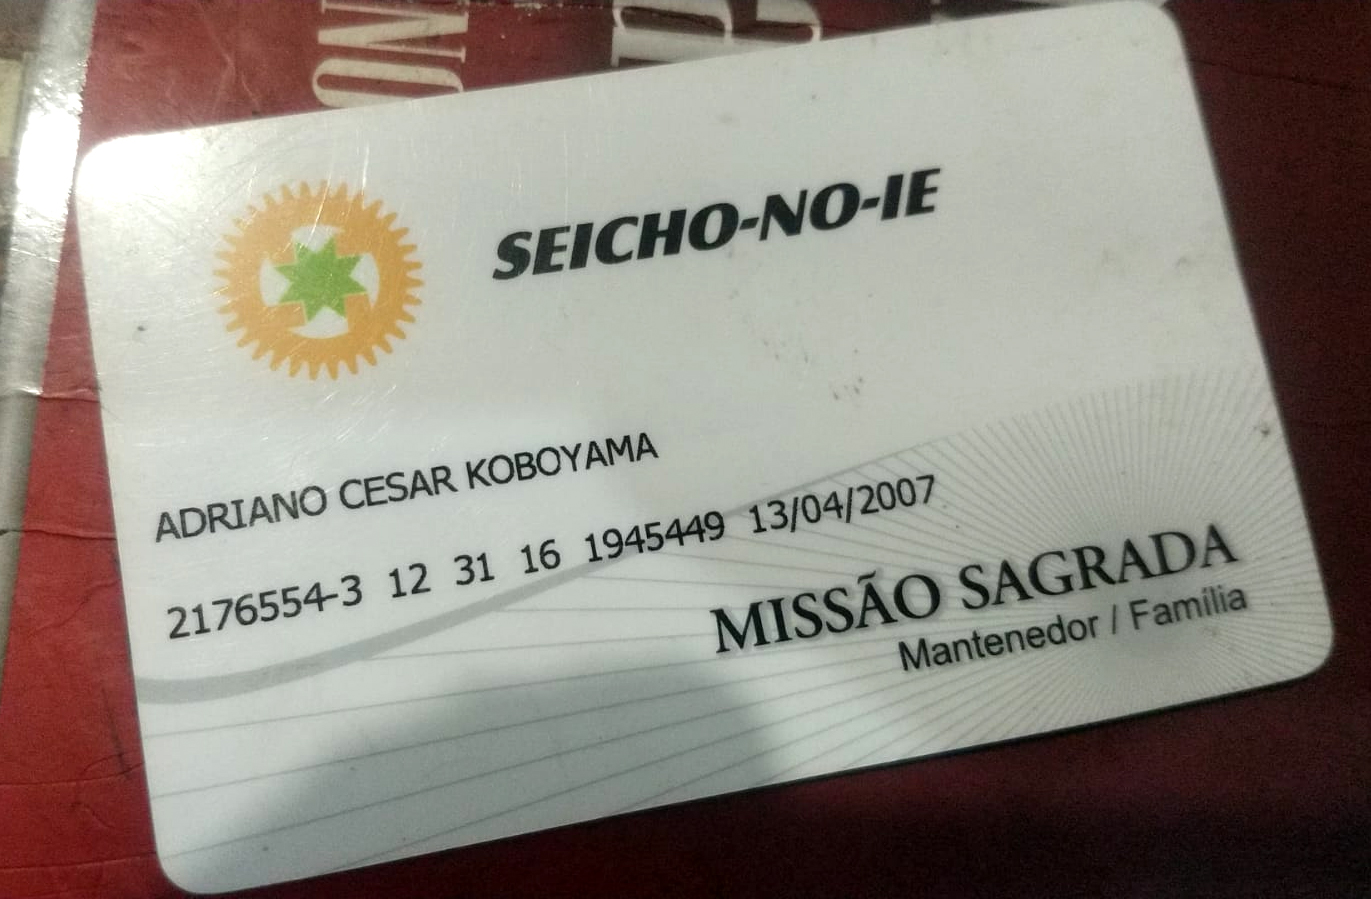 SEICHO-NO-IE
ADRIANO CESAR KOBOYAMA
2176554-3 12 31 16 1945449 13/04/2007
MISSÃO SAGRADA
Mantenedor / Família